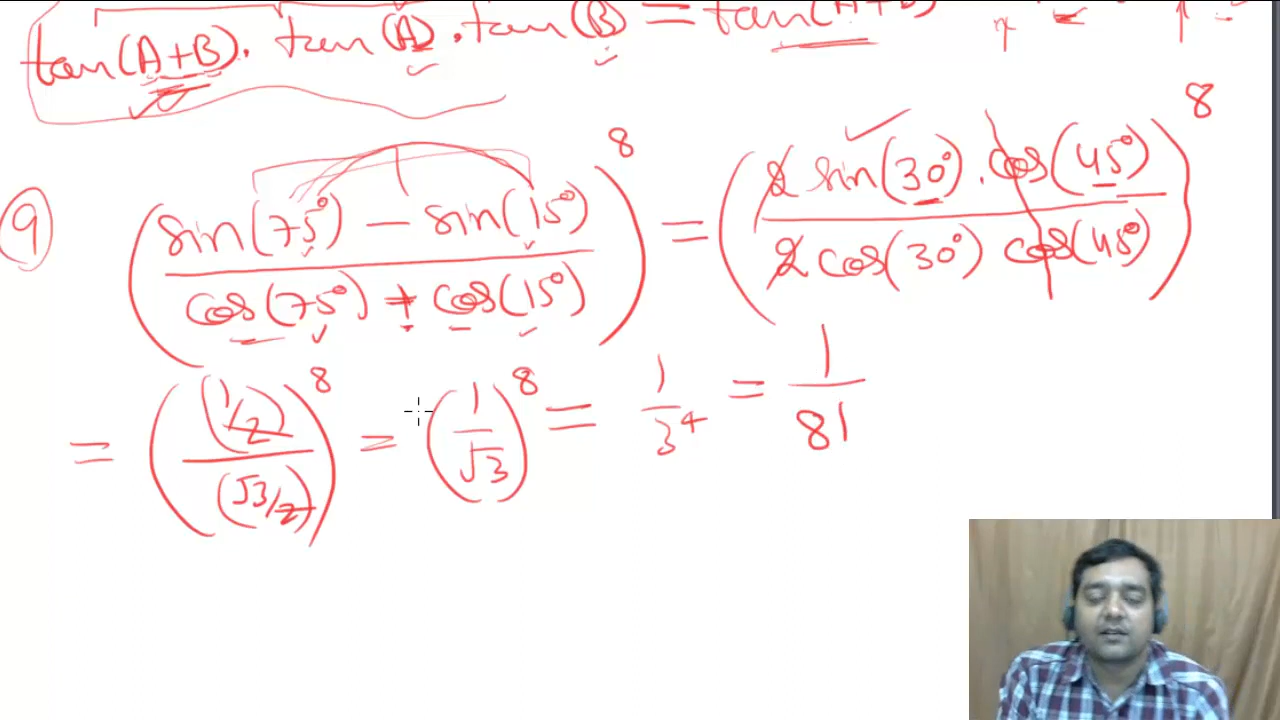 tan(A+B). tan(A).tan(B) = tan(A+B)
⑨ ((sin(75°) − sin(15°))/(cos(75°) + cos(15°)))^8 = ((2 sin(30°).cos(45°))/(2 cos(30°) cos(45°)))^8
= ((1/2)/(√3/2))^8 = (1/√3)^8 = 1/3^4 = 1/81